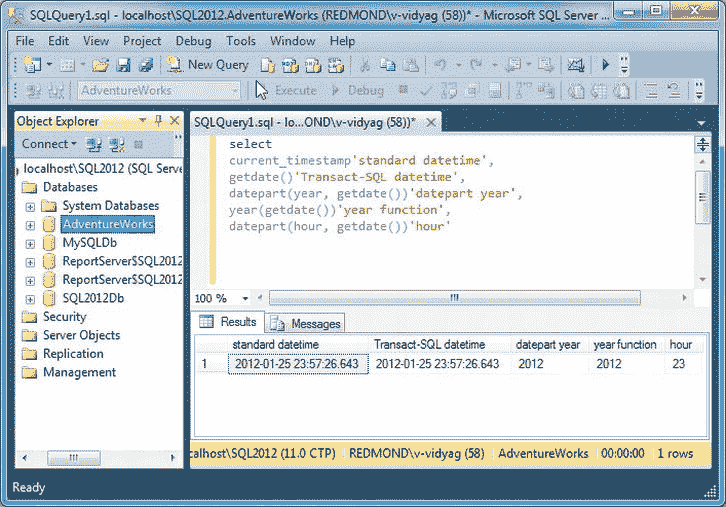 SQLQuery1.sql - localhost\SQL2012.AdventureWorks (REDMOND\v-vidyag (58))* - Microsoft SQL Server ...
File Edit View Project Debug Tools Window Help
New Query
AdventureWorks Execute Debug
Object Explorer
Connect
localhost\SQL2012 (SQL Serve
Databases
System Databases
AdventureWorks
MySQLDb
ReportServer$SQL2012
ReportServer$SQL2012
SQL2012Db
Security
Server Objects
Replication
Management
SQLQuery1.sql - lo...OND\v-vidyag (58))*
select
current_timestamp'standard datetime',
getdate()'Transact-SQL datetime',
datepart(year, getdate())'datepart year',
year(getdate())'year function',
datepart(hour, getdate())'hour'
100 %
Results Messages
standard datetime Transact-SQL datetime datepart year year function hour
1 2012-01-25 23:57:26.643 2012-01-25 23:57:26.643 2012 2012 23
calhost\SQL2012 (11.0 CTP) REDMOND\v-vidyag (58) AdventureWorks 00:00:00 1 rows
Ready